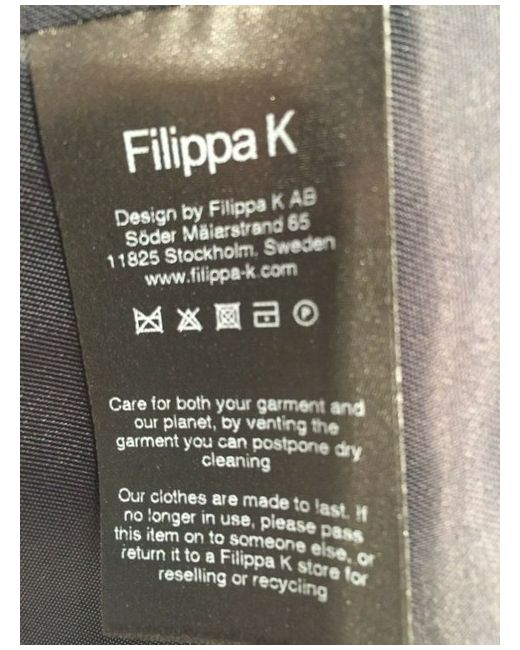 Filippa K
Design by Filippa K AB
Söder Mälarstrand 65
11825 Stockholm, Sweden
www.filippa-k.com
P
Care for both your garment and
our planet, by venting the
garment you can postpone dry
cleaning
Our clothes are made to last. If
no longer in use, please pass
this item on to someone else, or
return it to a Filippa K store for
reselling or recycling